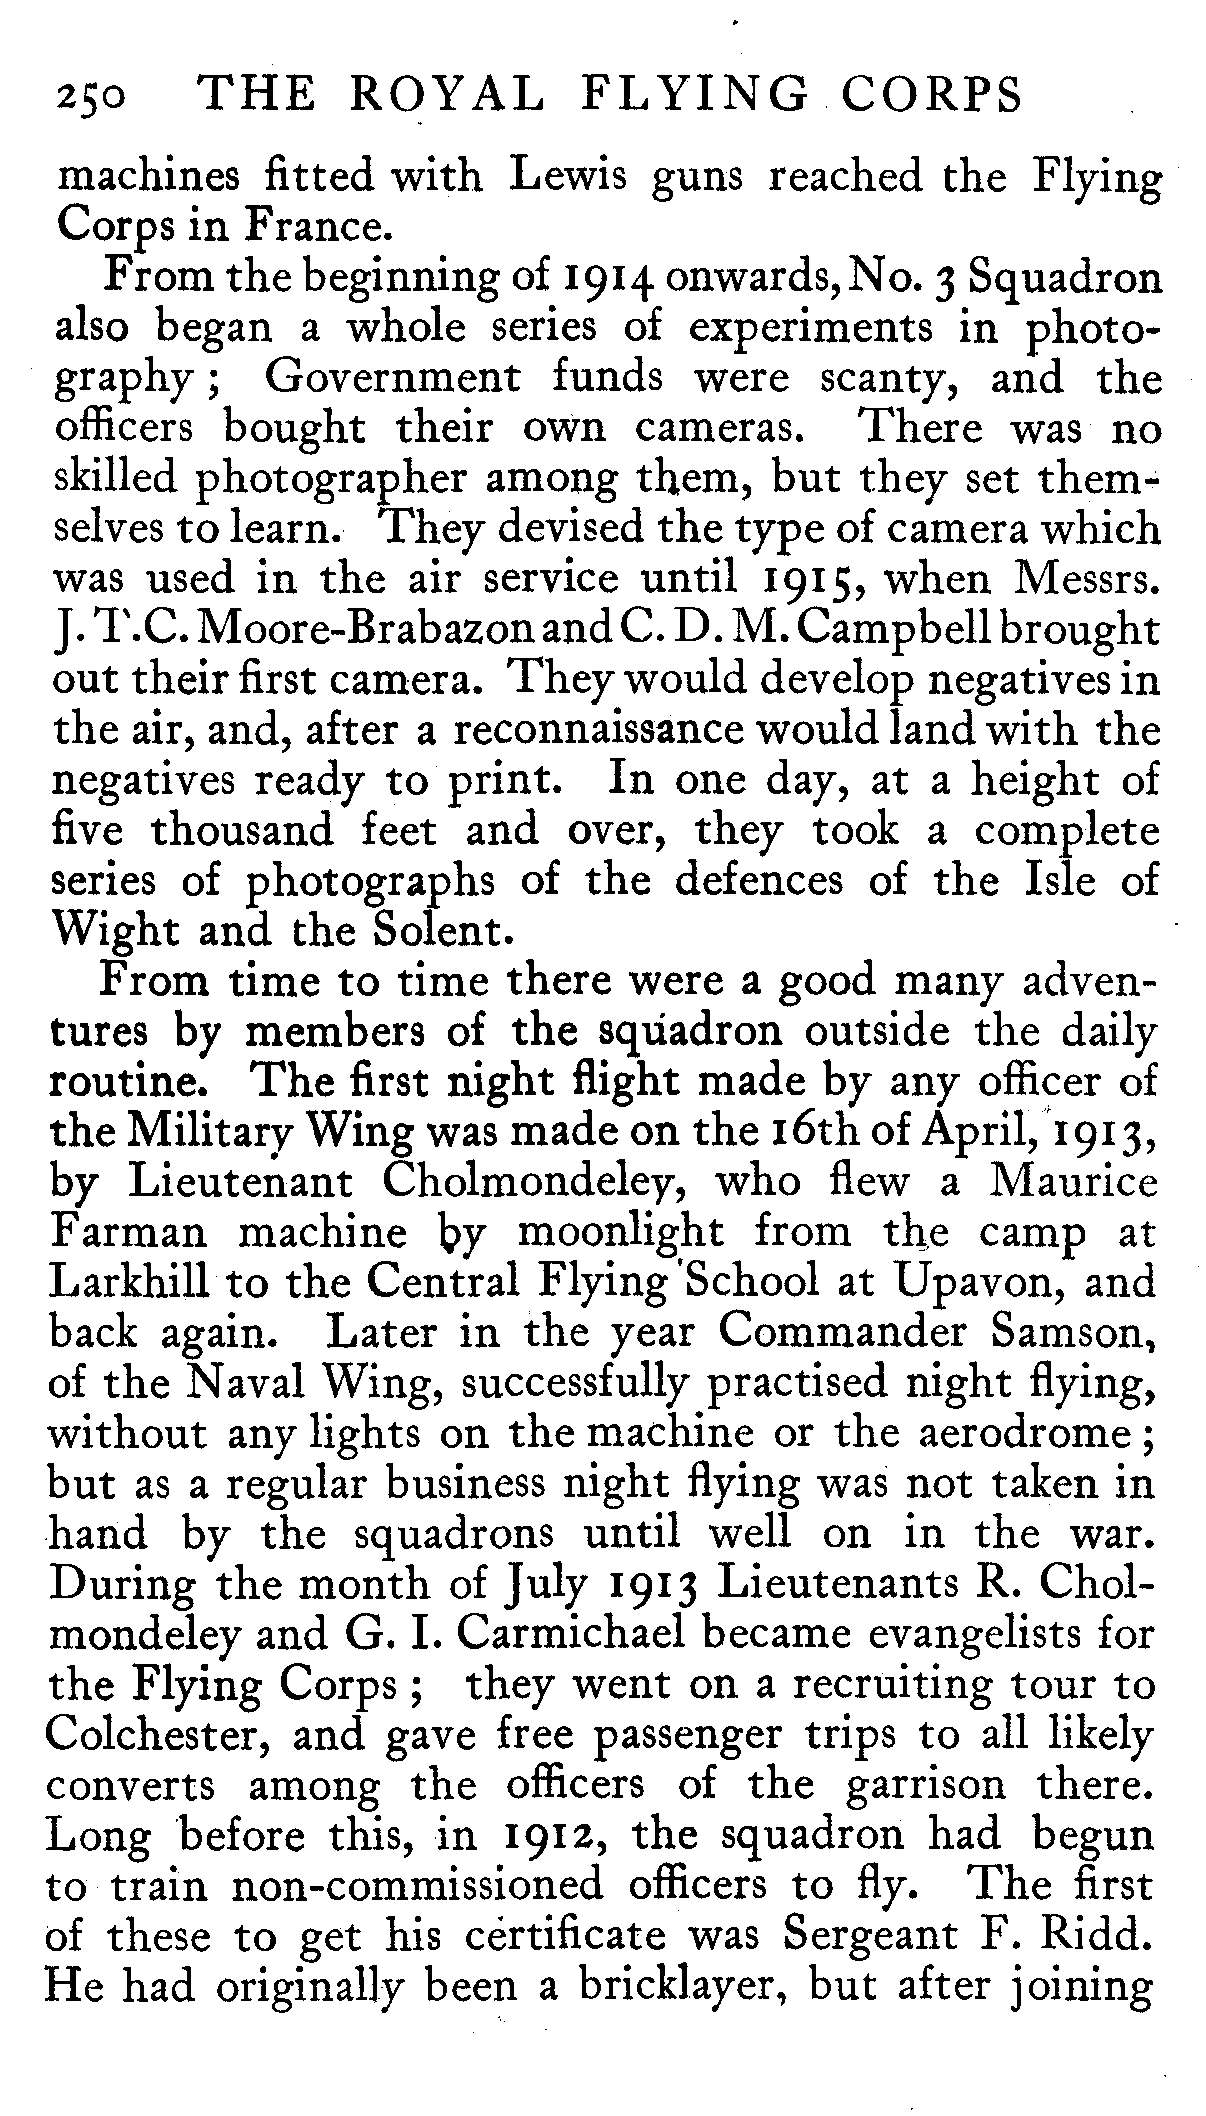 250 THE ROYAL FLYING CORPS
machines fitted with Lewis guns reached the Flying
Corps in France.
From the beginning of 1914 onwards, No. 3 Squadron
also began a whole series of experiments in photo-
graphy ; Government funds were scanty, and the
officers bought their own cameras. There was no
skilled photographer among them, but they set them-
selves to learn. They devised the type of camera which
was used in the air service until 1915, when Messrs.
J. T. C. Moore-Brabazon and C. D. M. Campbell brought
out their first camera. They would develop negatives in
the air, and, after a reconnaissance would land with the
negatives ready to print. In one day, at a height of
five thousand feet and over, they took a complete
series of photographs of the defences of the Isle of
Wight and the Solent.
From time to time there were a good many adven-
tures by members of the squadron outside the daily
routine. The first night flight made by any officer of
the Military Wing was made on the 16th of April, 1913,
by Lieutenant Cholmondeley, who flew a Maurice
Farman machine by moonlight from the camp at
Larkhill to the Central Flying School at Upavon, and
back again. Later in the year Commander Samson,
of the Naval Wing, successfully practised night flying,
without any lights on the machine or the aerodrome ;
but as a regular business night flying was not taken in
hand by the squadrons until well on in the war.
During the month of July 1913 Lieutenants R. Chol-
mondeley and G. I. Carmichael became evangelists for
the Flying Corps ; they went on a recruiting tour to
Colchester, and gave free passenger trips to all likely
converts among the officers of the garrison there.
Long before this, in 1912, the squadron had begun
to train non-commissioned officers to fly. The first
of these to get his certificate was Sergeant F. Ridd.
He had originally been a bricklayer, but after joining